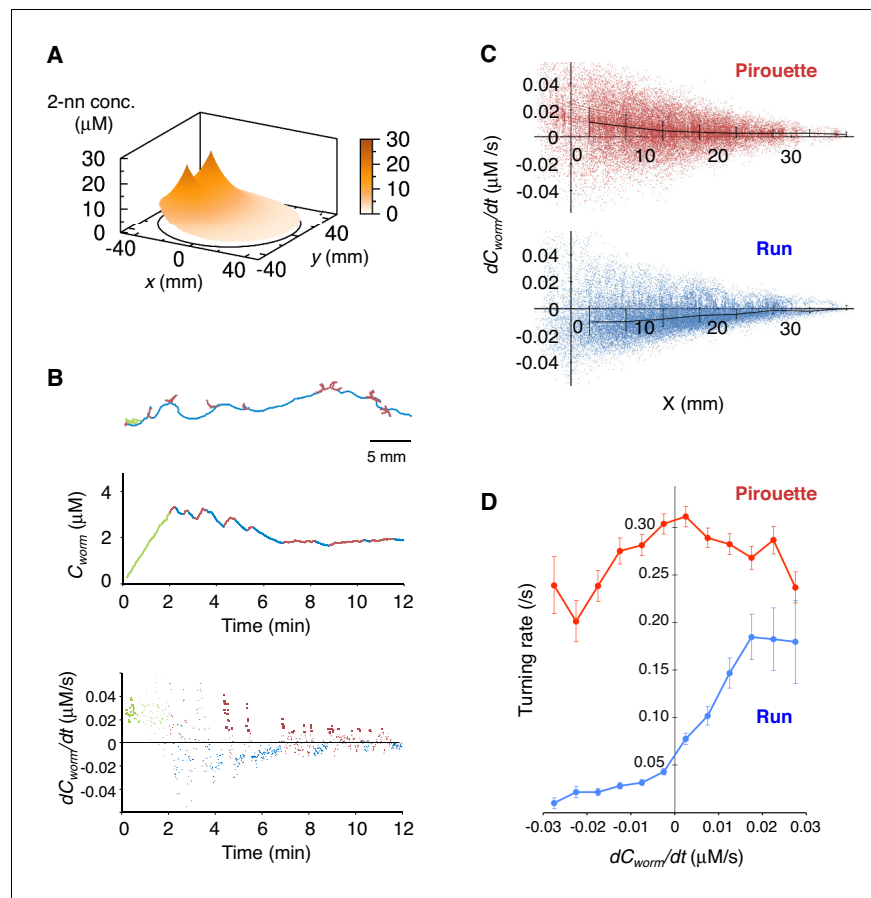 A
2-nn conc.
(μM)
30
20
10
0
-40
0
40
x (mm)
-40
40
y (mm)
30
20
10
0
B
5 mm
Cworm (μM)
4
2
0
0 2 4 6 8 10 12
Time (min)
dCworm/dt (μM/s)
0.04
0.02
0
-0.02
-0.04
0 2 4 6 8 10 12
Time (min)
C
Pirouette
0.04
0.02
0
-0.02
-0.04
0 10 20 30
dCworm/dt (μM /s)
Run
0.04
0.02
0
-0.02
-0.04
0 10 20 30
X (mm)
D
Pirouette
Turning rate (/s)
0.30
0.25
0.20
0.15
0.10
0.05
Run
-0.03 -0.02 -0.01 0 0.01 0.02 0.03
dCworm/dt (μM/s)